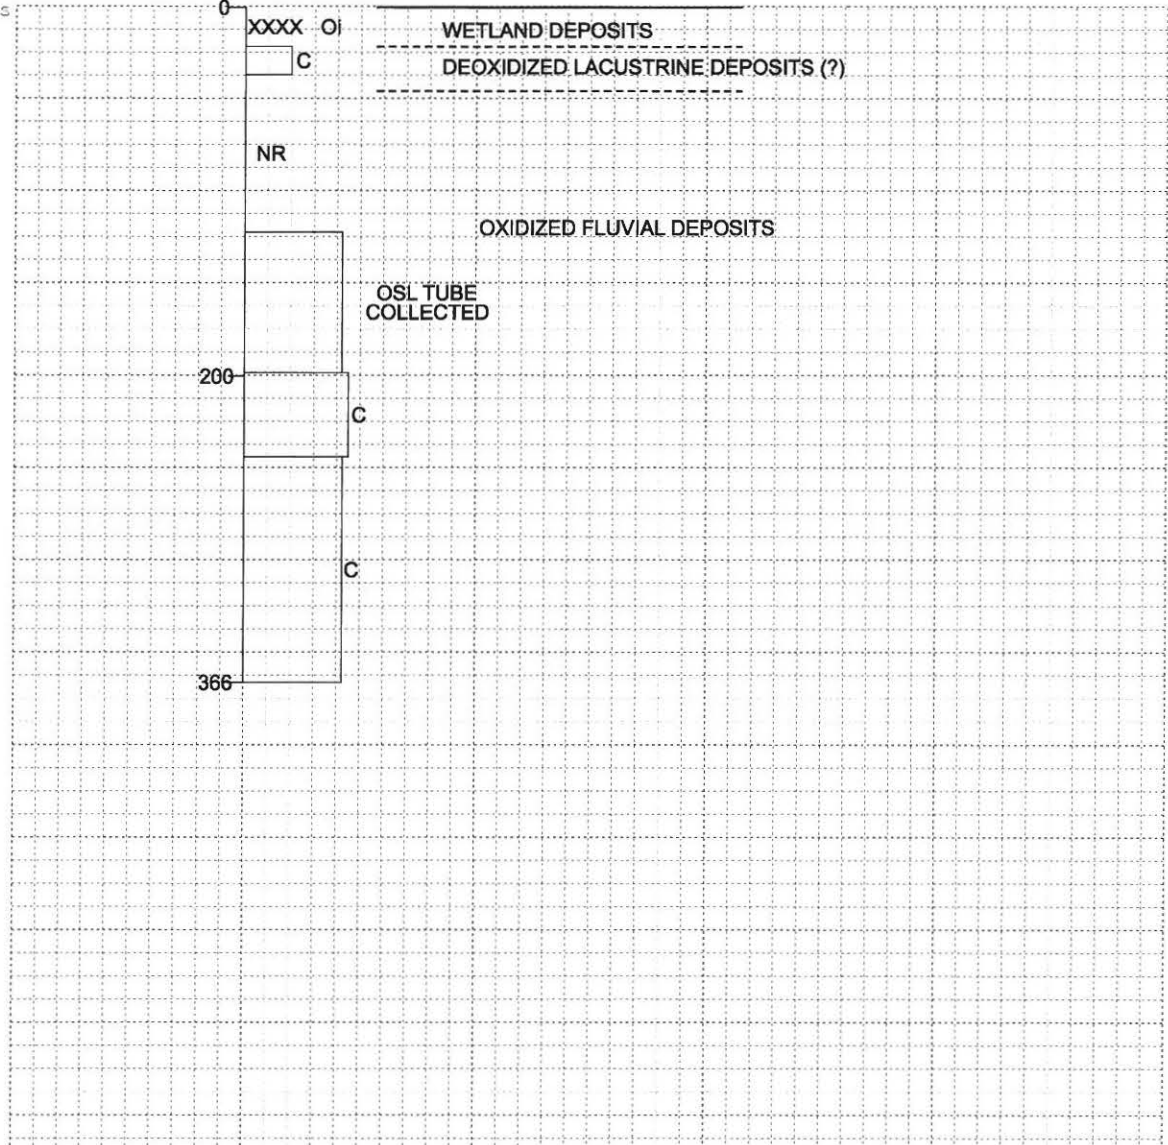 s
0
XXXX Oi
WETLAND DEPOSITS
C
DEOXIDIZED LACUSTRINE DEPOSITS (?)
NR
OXIDIZED FLUVIAL DEPOSITS
OSL TUBE
COLLECTED
200
C
C
366